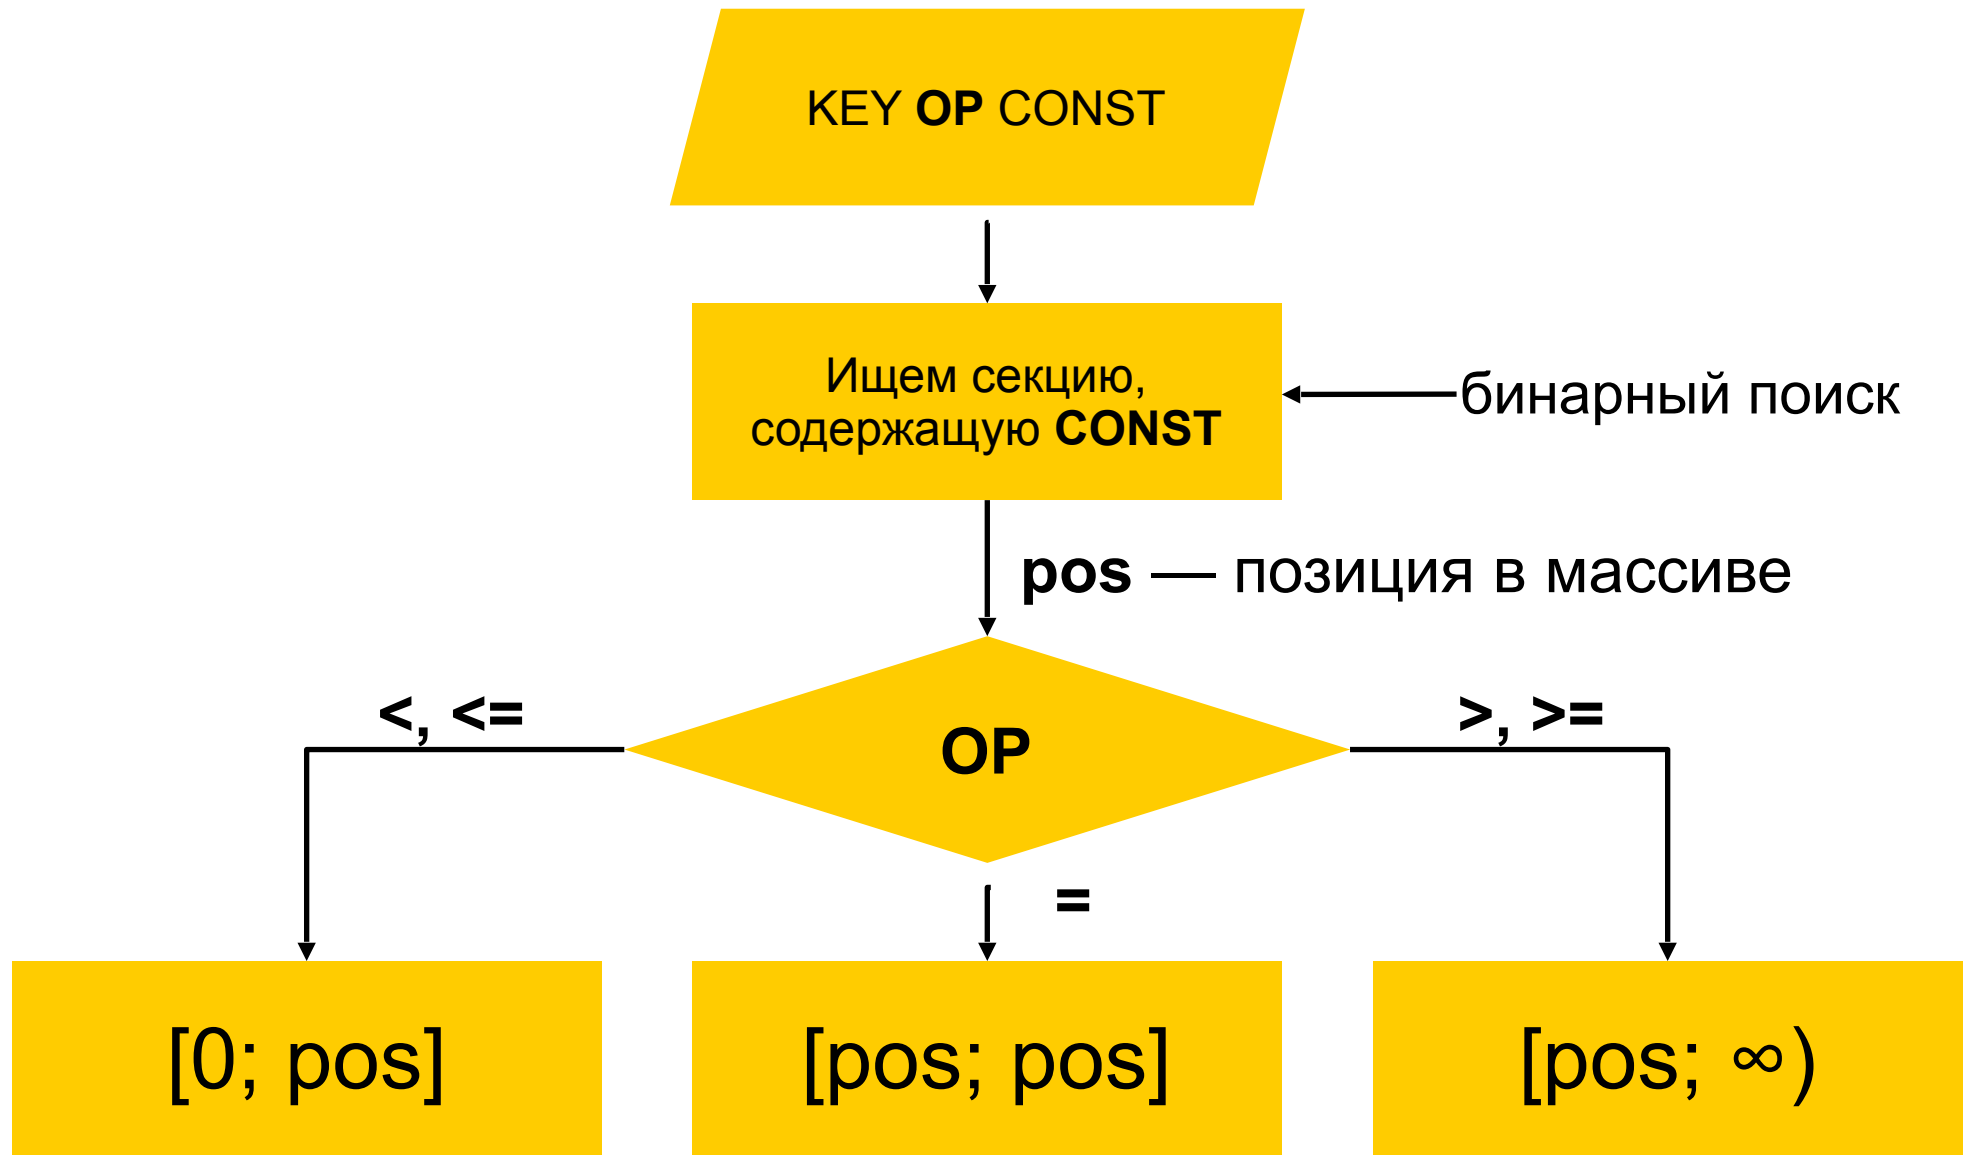 KEY OP CONST
Ищем секцию,
содержащую CONST
бинарный поиск
pos — позиция в массиве
<, <=
>, >=
OP
=
[0; pos]
[pos; pos]
[pos; ∞)